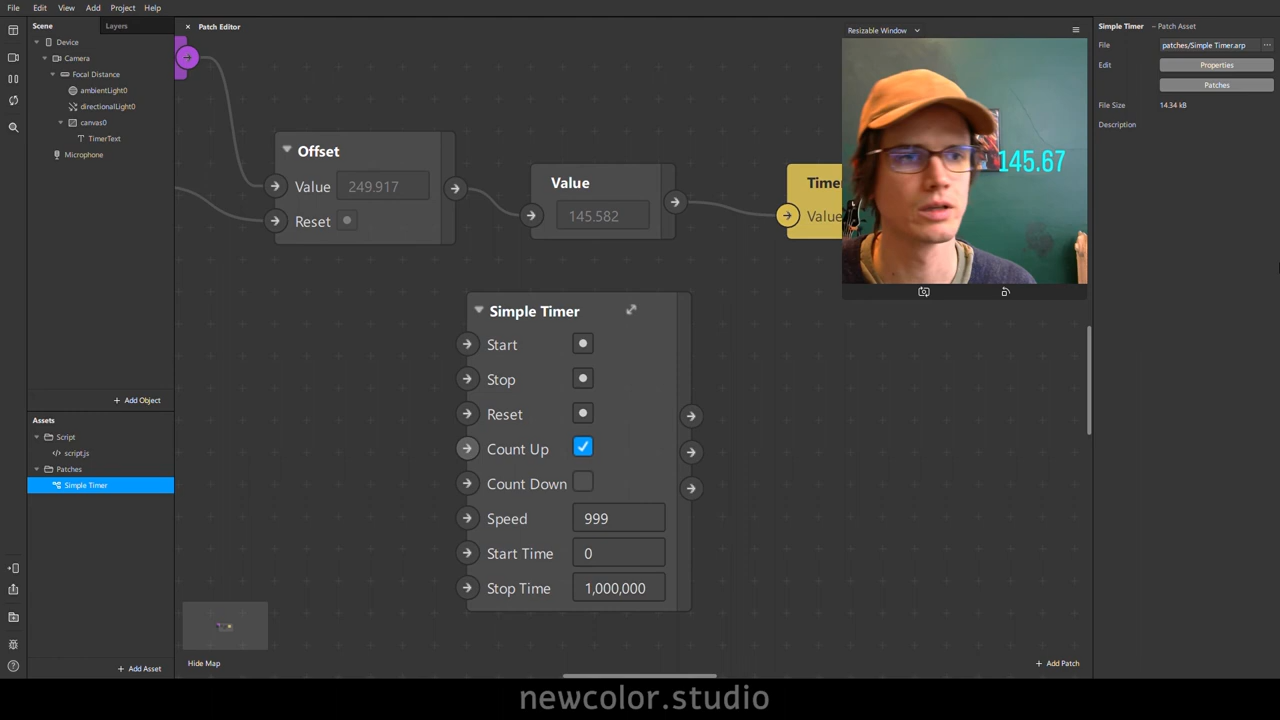 File Edit View Add Project Help
Scene Layers
× Patch Editor
Device
Camera
Focal Distance
ambientLight0
directionalLight0
canvas0
TimerText
Microphone
+ Add Object
Assets
Script
script.js
Patches
Simple Timer
+ Add Asset
Offset
Value 249.917
Reset
Value
145.582
Time
Value
Simple Timer
Start
Stop
Reset
Count Up
Count Down
Speed 999
Start Time 0
Stop Time 1,000,000
Hide Map
+ Add Patch
Resizable Window
145.67
Simple Timer – Patch Asset
File patches/Simple Timer.arp ...
Edit Properties
Patches
File Size 14.34 kB
Description
newcolor.studio